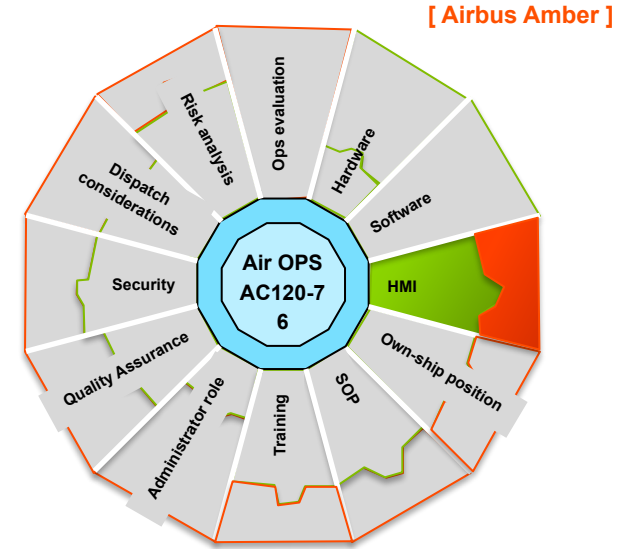 [ Airbus Amber ]
Ops evaluation
Hardware
Software
HMI
Own-ship position
SOP
Training
Administrator role
Quality Assurance
Security
Dispatch
considerations
Risk analysis
Air OPS
AC120-7
6